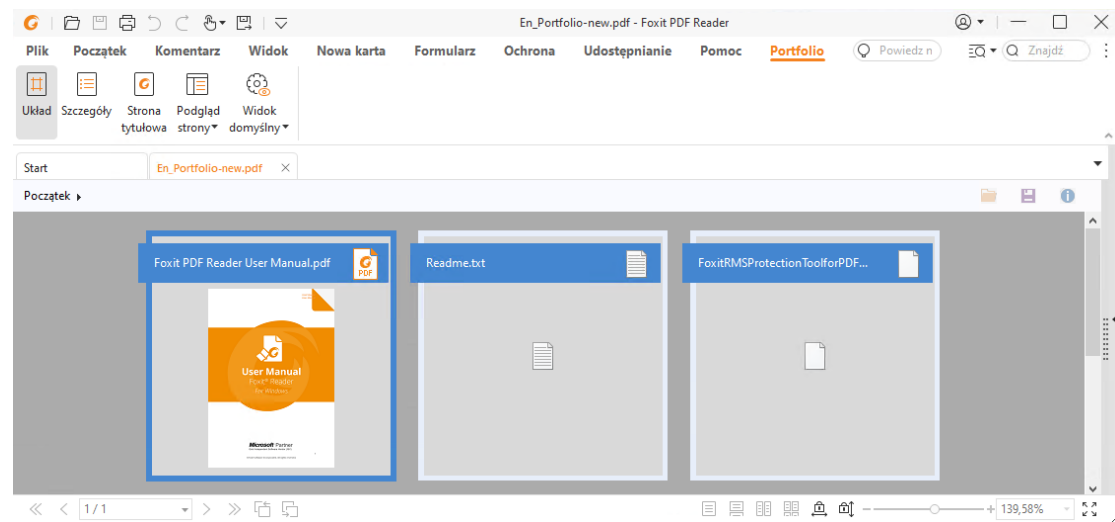 En_Portfolio-new.pdf - Foxit PDF Reader
Plik Początek Komentarz Widok Nowa karta Formularz Ochrona Udostępnianie Pomoc Portfolio Powiedz n Znajdź
Układ Szczegóły Strona tytułowa Podgląd strony Widok domyślny
Start En_Portfolio-new.pdf
Początek
Foxit PDF Reader User Manual.pdf
PDF
Readme.txt
FoxitRMSProtectionToolforPDF...
User Manual
Foxit® Reader
For Windows
Microsoft Partner
1 / 1
139,58%